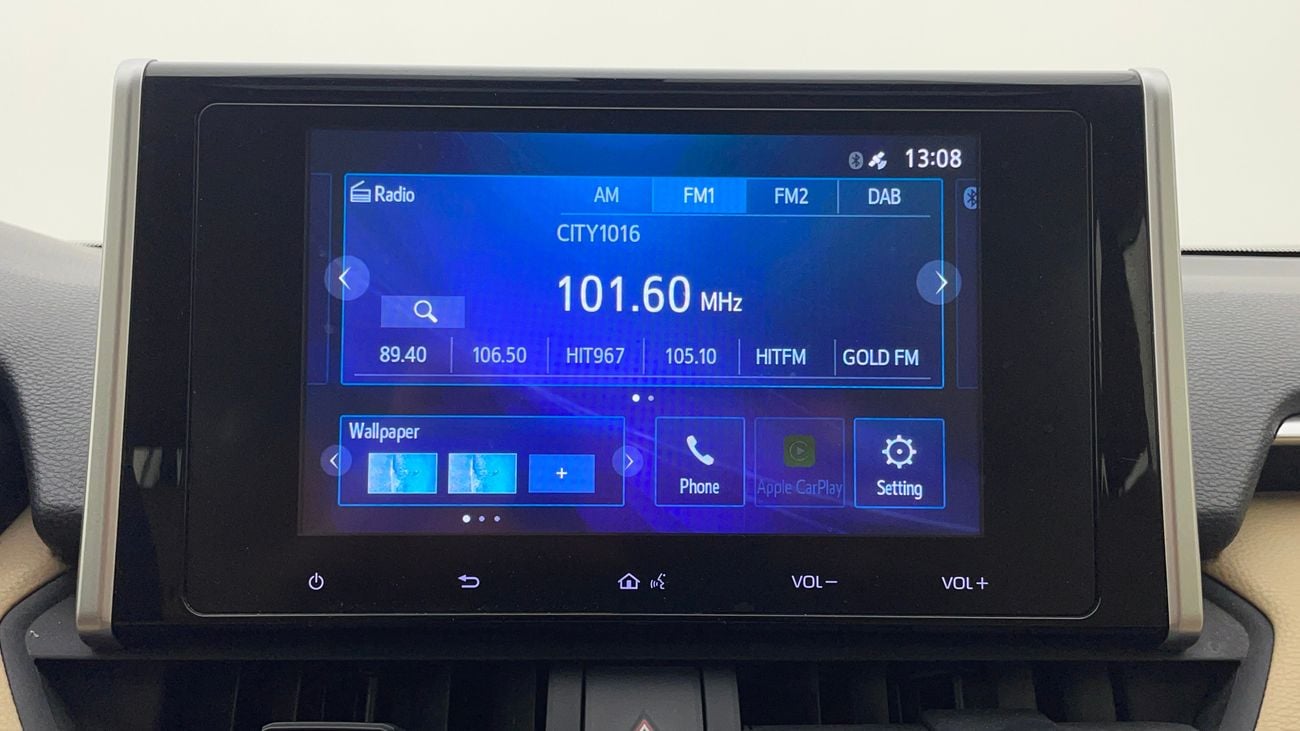 13:08
Radio AM FM1 FM2 DAB
CITY1016
101.60 MHz
89.40 106.50 HIT967 105.10 HITFM GOLD FM
Wallpaper
+
Phone Apple CarPlay Setting
VOL− VOL+